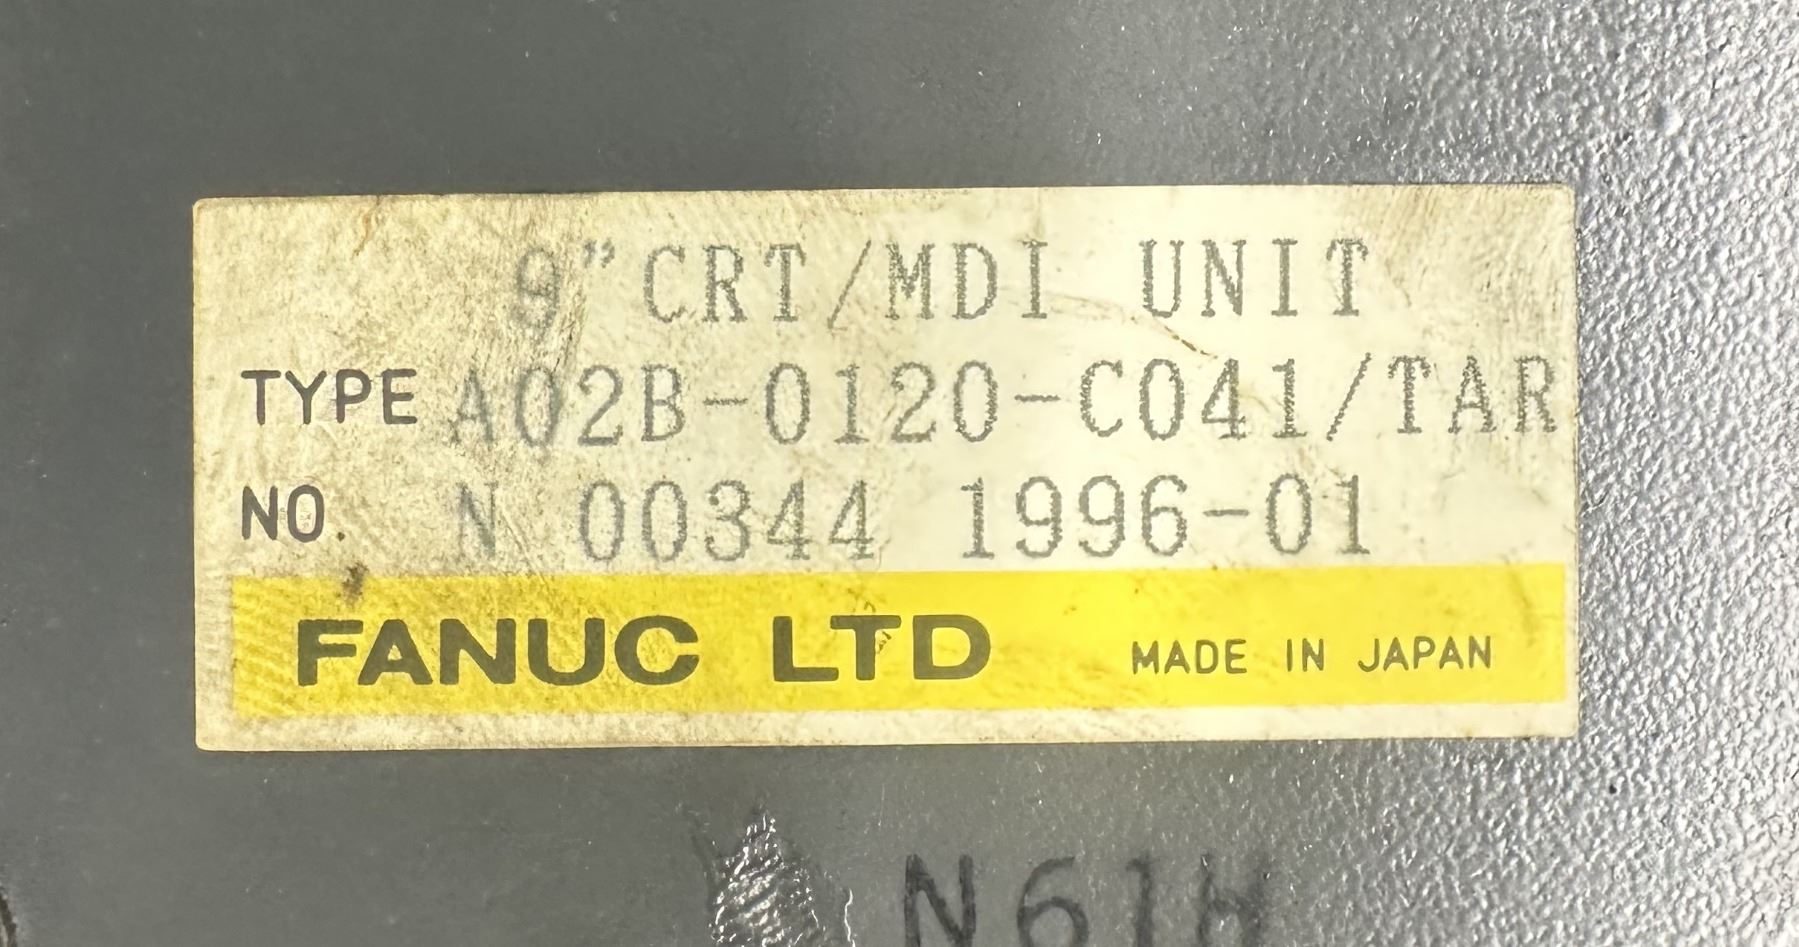 9”CRT/MDI UNIT
TYPE A02B-0120-C041/TAR
NO. N 00344 1996-01
FANUC LTD MADE IN JAPAN